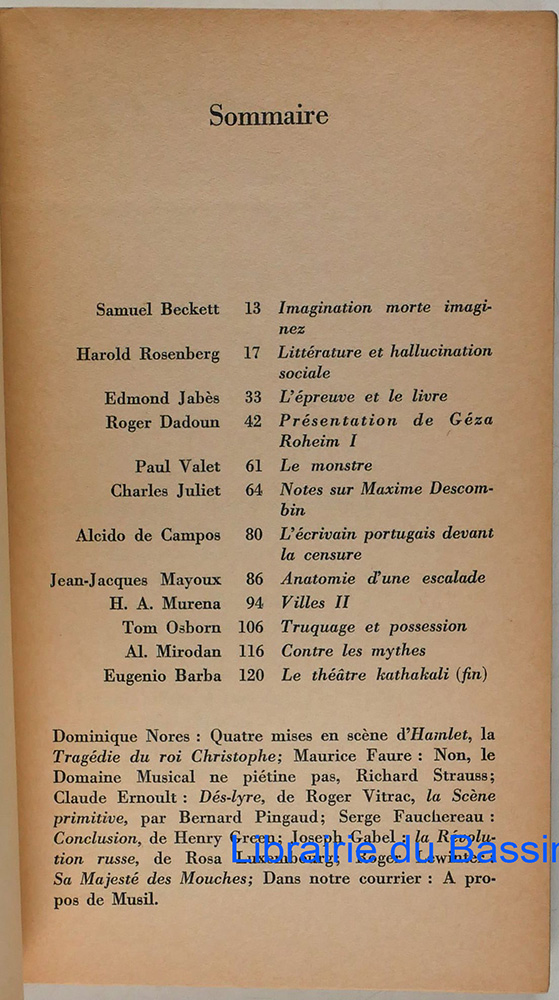 Sommaire
Samuel Beckett 13 Imagination morte imagi-
nez
Harold Rosenberg 17 Littérature et hallucination
sociale
Edmond Jabès 33 L'épreuve et le livre
Roger Dadoun 42 Présentation de Géza
Roheim I
Paul Valet 61 Le monstre
Charles Juliet 64 Notes sur Maxime Descom-
bin
Alcido de Campos 80 L'écrivain portugais devant
la censure
Jean-Jacques Mayoux 86 Anatomie d'une escalade
H. A. Murena 94 Villes II
Tom Osborn 106 Truquage et possession
Al. Mirodan 116 Contre les mythes
Eugenio Barba 120 Le théâtre kathakali (fin)
Dominique Nores : Quatre mises en scène d'Hamlet, la
Tragédie du roi Christophe; Maurice Faure : Non, le
Domaine Musical ne piétine pas, Richard Strauss;
Claude Ernoult : Dés-lyre, de Roger Vitrac, la Scène
primitive, par Bernard Pingaud; Serge Fauchereau :
Conclusion, de Henry Green; Joseph Gabel : la Révolu-
tion russe, de Rosa Luxembourg; Roger Lewinter :
Sa Majesté des Mouches; Dans notre courrier : A pro-
pos de Musil.
Librairie du Bassin